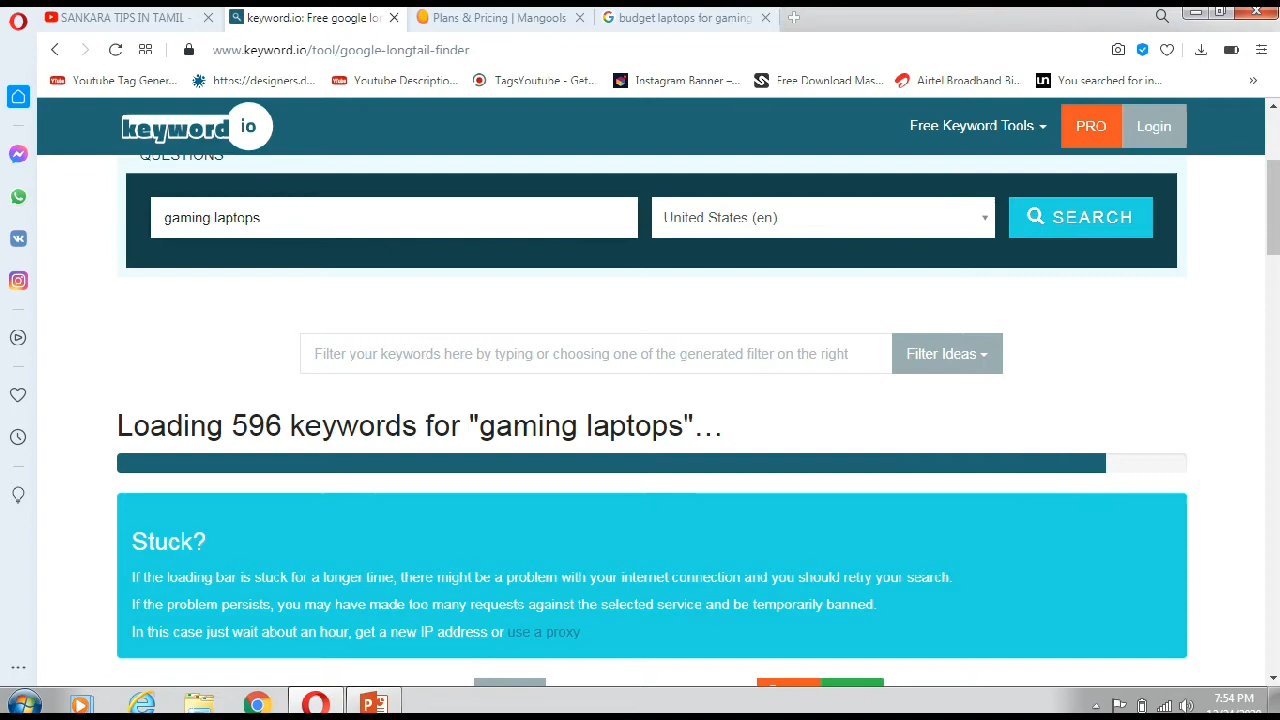 SANKARA TIPS IN TAMIL -
keyword.io: Free google lo
Plans & Pricing | Mangool
budget laptops for gaming
www.keyword.io/tool/google-longtail-finder
Youtube Tag Gener...
https://designers.d...
Youtube Descriptio...
TagsYoutube - Get...
Instagram Banner –...
Free Download Mas...
Airtel Broadband Bi...
You searched for in...
keyword io
Free Keyword Tools
PRO
Login
QUESTIONS
gaming laptops
United States (en)
SEARCH
Filter your keywords here by typing or choosing one of the generated filter on the right
Filter Ideas
Loading 596 keywords for "gaming laptops"...
Stuck?
If the loading bar is stuck for a longer time, there might be a problem with your internet connection and you should retry your search.
If the problem persists, you may have made too many requests against the selected service and be temporarily banned.
In this case just wait about an hour, get a new IP address or use a proxy
7:54 PM